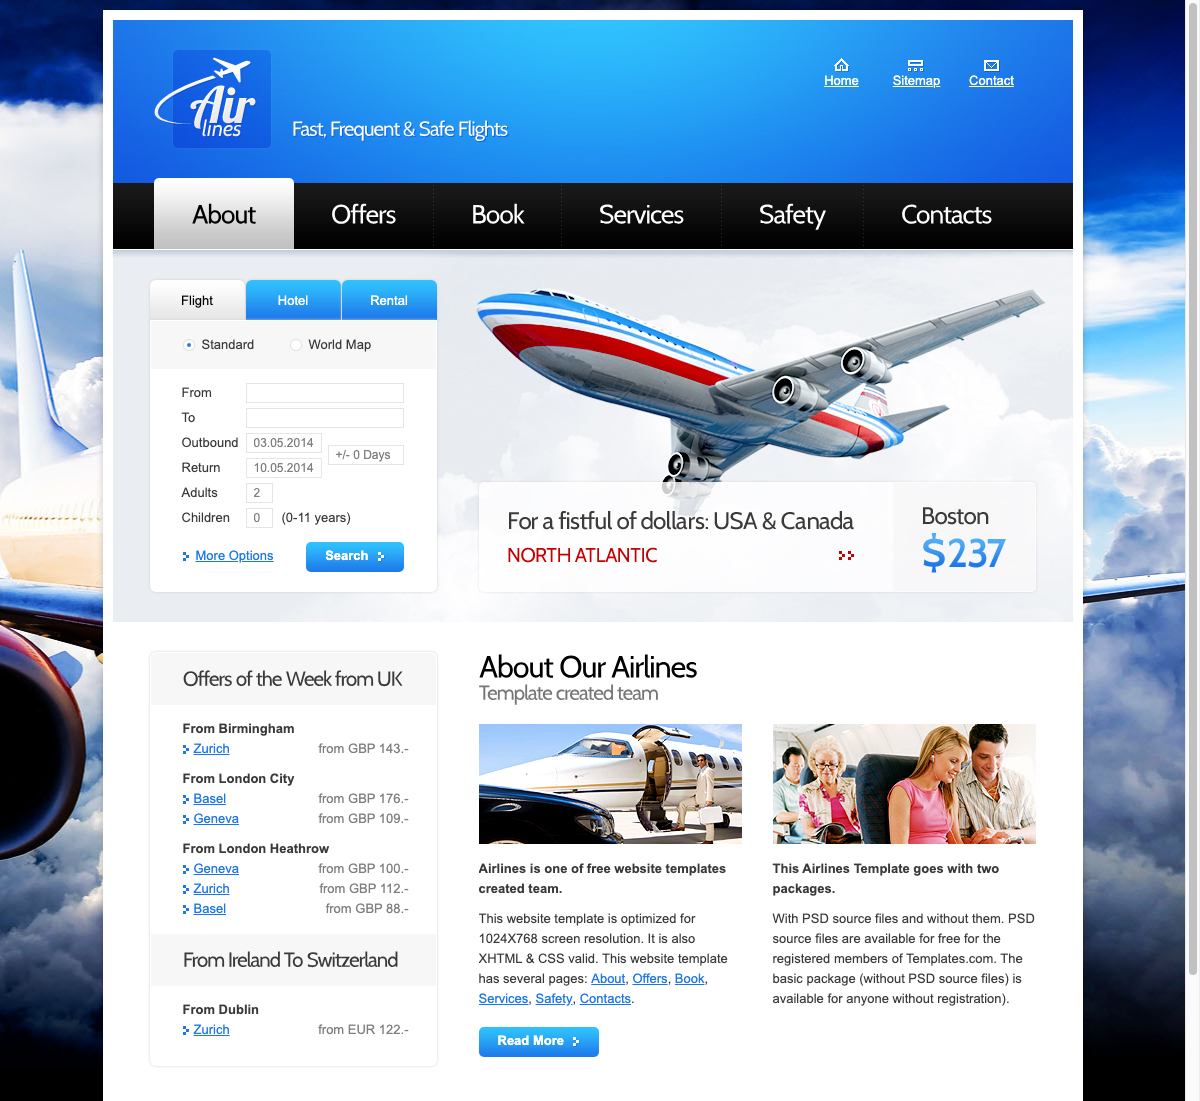 Air
lines
Fast, Frequent & Safe Flights
Home
Sitemap
Contact
About
Offers
Book
Services
Safety
Contacts
Flight
Hotel
Rental
Standard
World Map
From
To
Outbound 03.05.2014
+/- 0 Days
Return 10.05.2014
Adults 2
Children 0 (0-11 years)
More Options
Search
For a fistful of dollars: USA & Canada
NORTH ATLANTIC
Boston
$237
Offers of the Week from UK
From Birmingham
Zurich from GBP 143.-
From London City
Basel from GBP 176.-
Geneva from GBP 109.-
From London Heathrow
Geneva from GBP 100.-
Zurich from GBP 112.-
Basel from GBP 88.-
From Ireland To Switzerland
From Dublin
Zurich from EUR 122.-
About Our Airlines
Template created team
Airlines is one of free website templates
created team.
This website template is optimized for
1024X768 screen resolution. It is also
XHTML & CSS valid. This website template
has several pages: About, Offers, Book,
Services, Safety, Contacts.
Read More
This Airlines Template goes with two
packages.
With PSD source files and without them. PSD
source files are available for free for the
registered members of Templates.com. The
basic package (without PSD source files) is
available for anyone without registration).